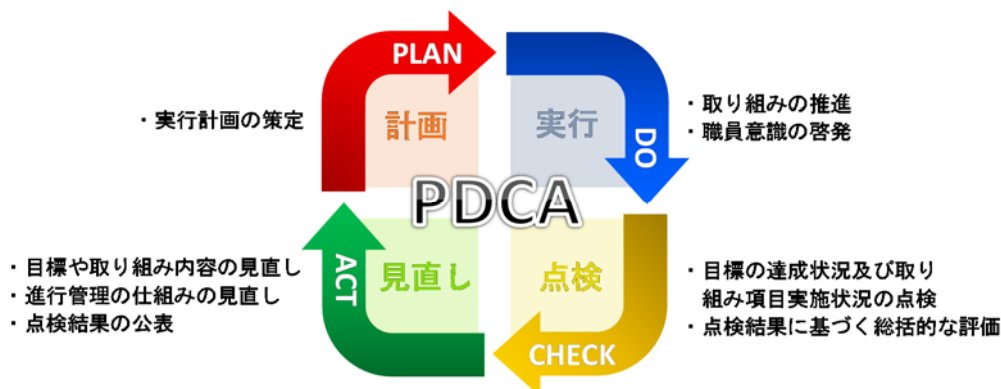 PLAN
計画
・実行計画の策定
DO
実行
・取り組みの推進
・職員意識の啓発
PDCA
CHECK
点検
・目標の達成状況及び取り
組み項目実施状況の点検
・点検結果に基づく総括的な評価
ACT
見直し
・目標や取り組み内容の見直し
・進行管理の仕組みの見直し
・点検結果の公表